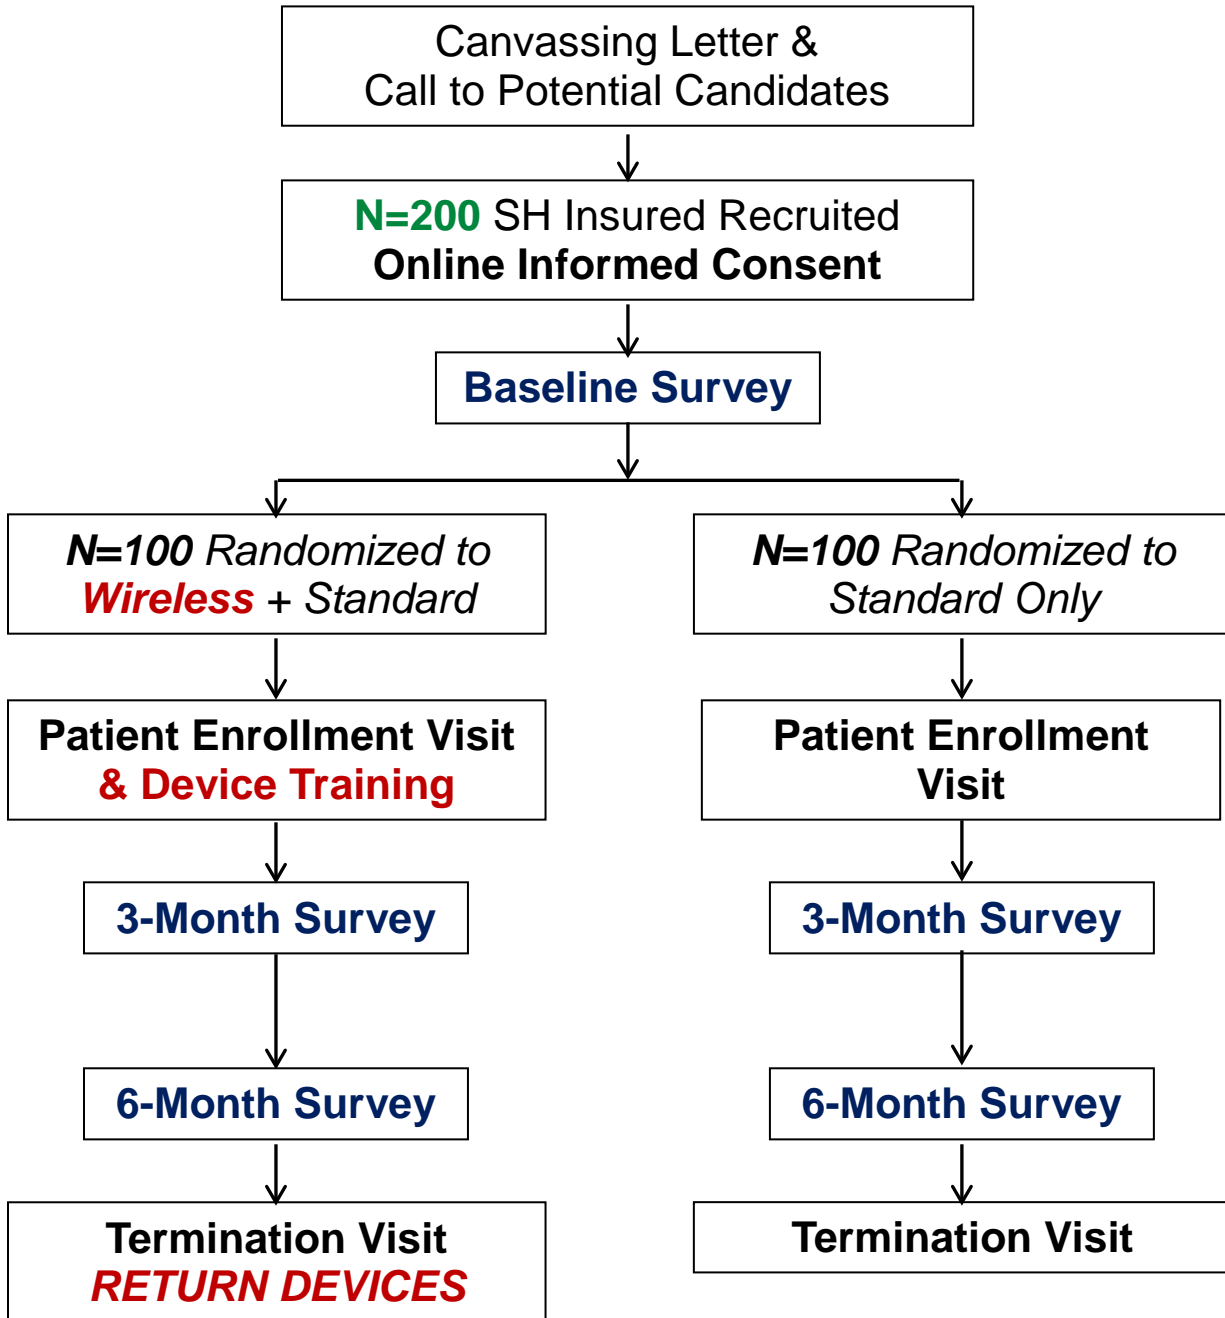 Canvassing Letter &
Call to Potential Candidates
N=200 SH Insured Recruited
Online Informed Consent
Baseline Survey
N=100 Randomized to
Wireless + Standard
N=100 Randomized to
Standard Only
Patient Enrollment Visit
& Device Training
Patient Enrollment
Visit
3-Month Survey
3-Month Survey
6-Month Survey
6-Month Survey
Termination Visit
RETURN DEVICES
Termination Visit